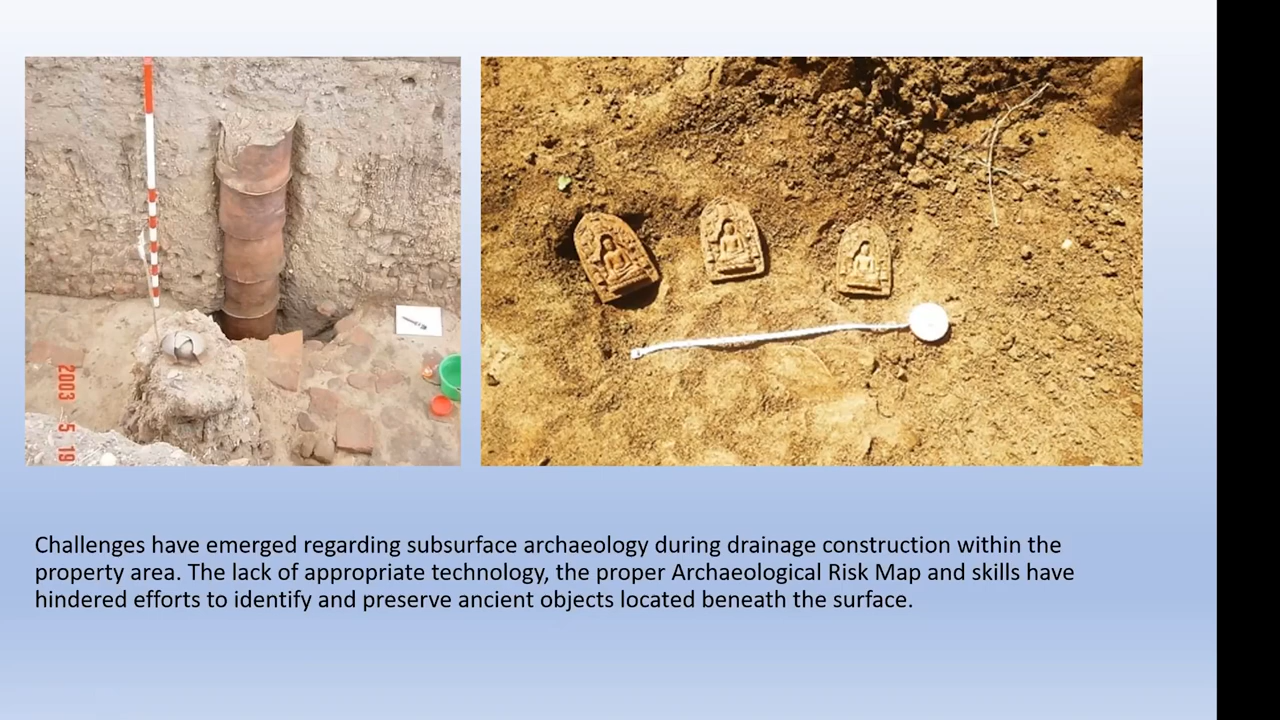 2003 5 19
Challenges have emerged regarding subsurface archaeology during drainage construction within the
property area. The lack of appropriate technology, the proper Archaeological Risk Map and skills have
hindered efforts to identify and preserve ancient objects located beneath the surface.